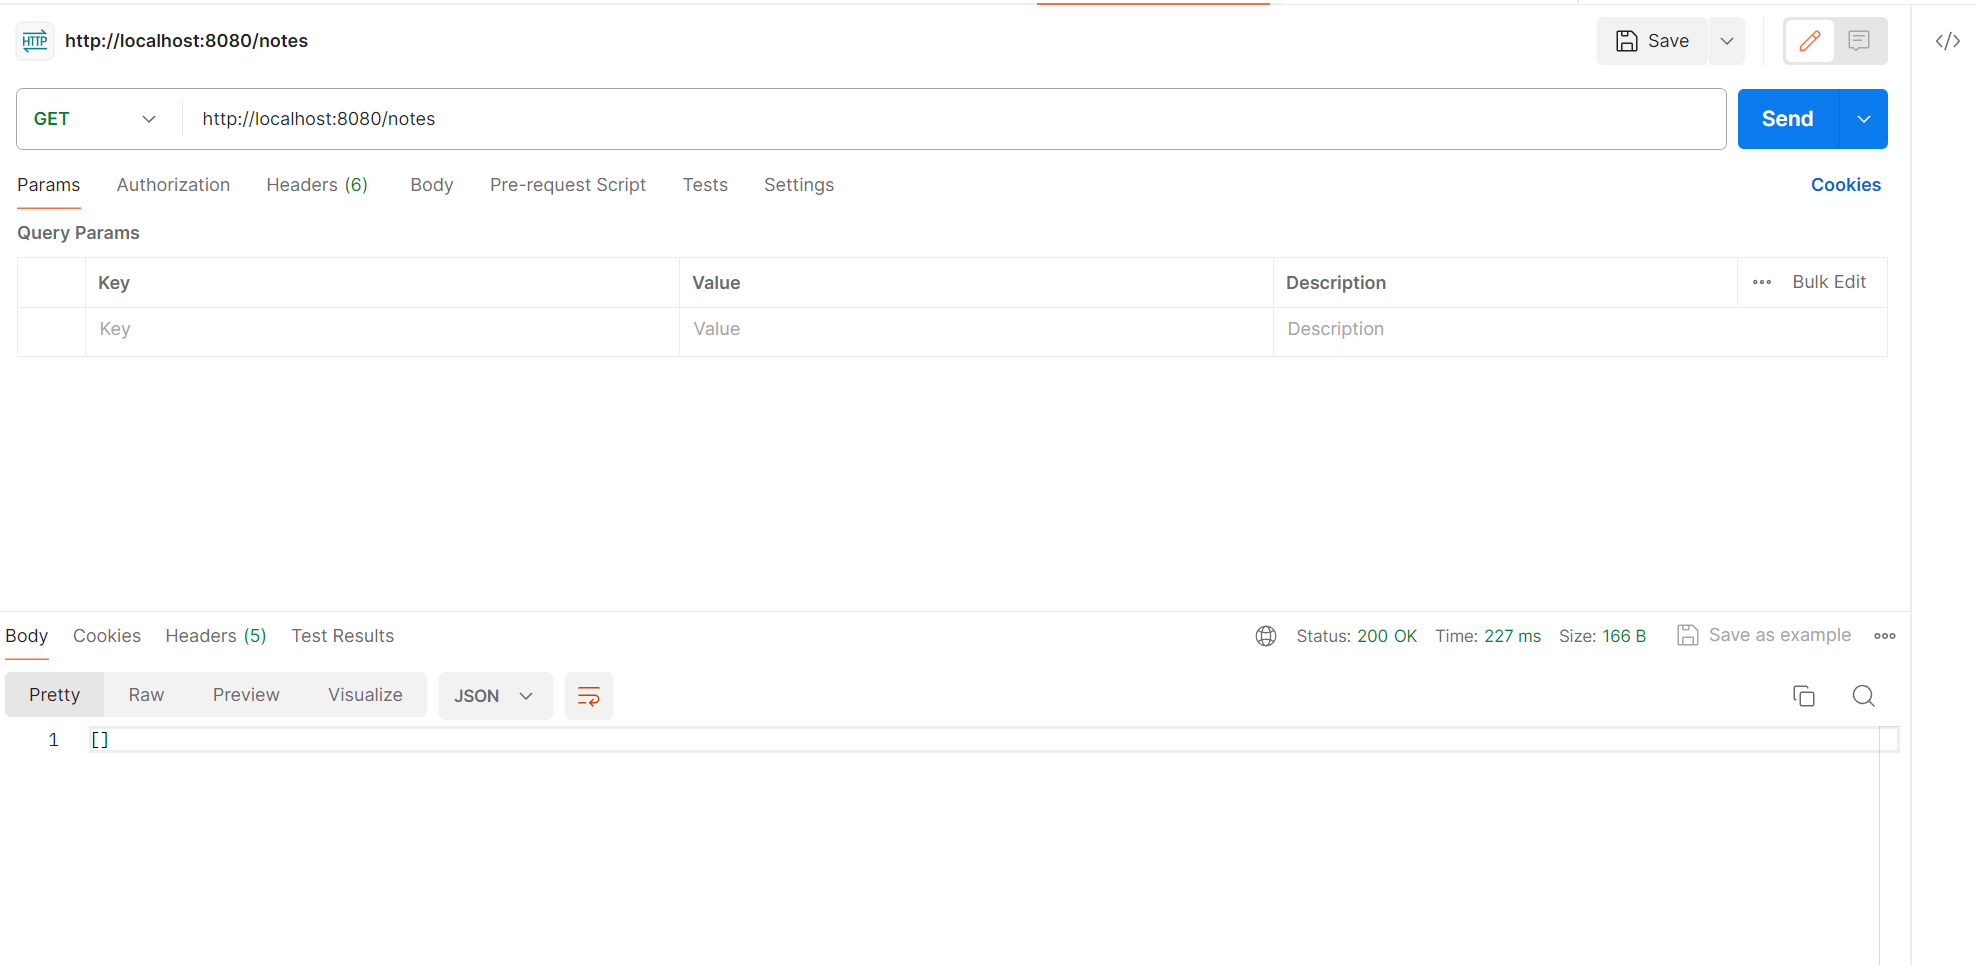 HTTP http://localhost:8080/notes Save
GET http://localhost:8080/notes Send
Params Authorization Headers (6) Body Pre-request Script Tests Settings Cookies
Query Params
Key Value Description Bulk Edit
Key Value Description
Body Cookies Headers (5) Test Results Status: 200 OK Time: 227 ms Size: 166 B Save as example
Pretty Raw Preview Visualize JSON
1 []